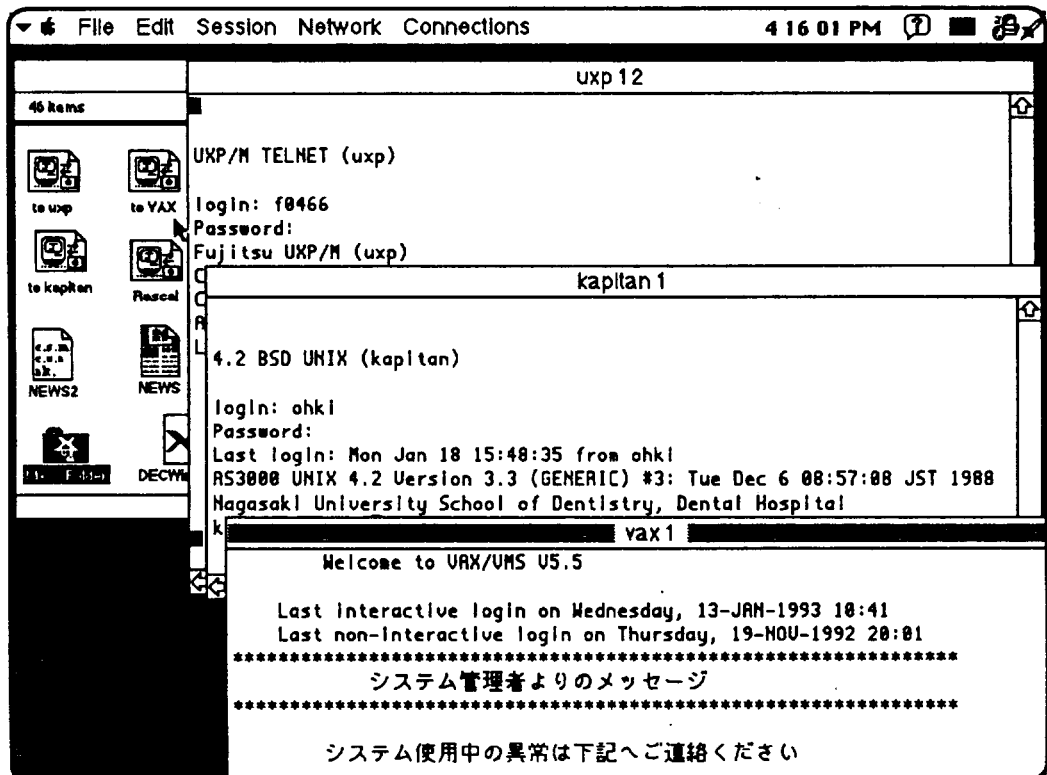 File Edit Session Network Connections 4 16 01 PM
uxp 12
46 items
to uxp
to VAX
to kapitan
Rascal
NEWS2
NEWS
UXP/M TELNET (uxp)
login: f0466
Password:
Fujitsu UXP/M (uxp)
C
C
A
L
kapitan 1
4.2 BSD UNIX (kapitan)
login: ohki
Password:
Last login: Mon Jan 18 15:48:35 from ohki
RS3000 UNIX 4.2 Version 3.3 (GENERIC) #3: Tue Dec 6 08:57:08 JST 1988
Nagasaki University School of Dentistry, Dental Hospital
k
vax 1
Welcome to VAX/VMS V5.5
Last interactive login on Wednesday, 13-JAN-1993 10:41
Last non-interactive login on Thursday, 19-NOV-1992 20:01
****************************************************************
システム管理者よりのメッセージ
****************************************************************
システム使用中の異常は下記へご連絡ください